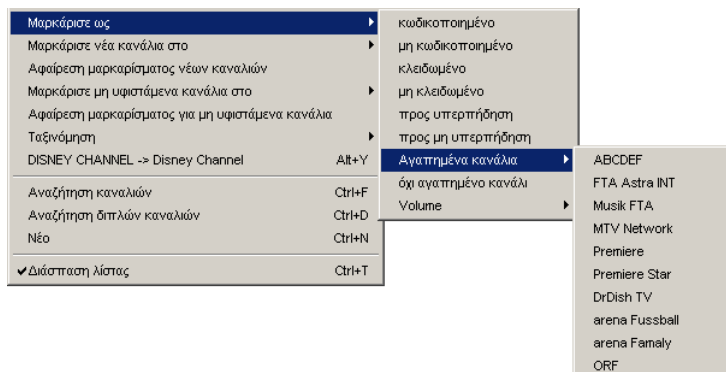 Μαρκάρισε ως
Μαρκάρισε νέα κανάλια στο
Αφαίρεση μαρκαρίσματος νέων καναλιών
Μαρκάρισε μη υφιστάμενα κανάλια στο
Αφαίρεση μαρκαρίσματος για μη υφιστάμενα κανάλια
Ταξινόμηση
DISNEY CHANNEL -> Disney Channel Alt+Y
Αναζήτηση καναλιών Ctrl+F
Αναζήτηση διπλών καναλιών Ctrl+D
Νέο Ctrl+N
Διάσπαση λίστας Ctrl+T
κωδικοποιημένο
μη κωδικοποιημένο
κλειδωμένο
μη κλειδωμένο
προς υπερπήδηση
προς μη υπερπήδηση
Αγαπημένα κανάλια
όχι αγαπημένο κανάλι
Volume
ABCDEF
FTA Astra INT
Musik FTA
MTV Network
Premiere
Premiere Star
DrDish TV
arena Fussball
arena Famaly
ORF